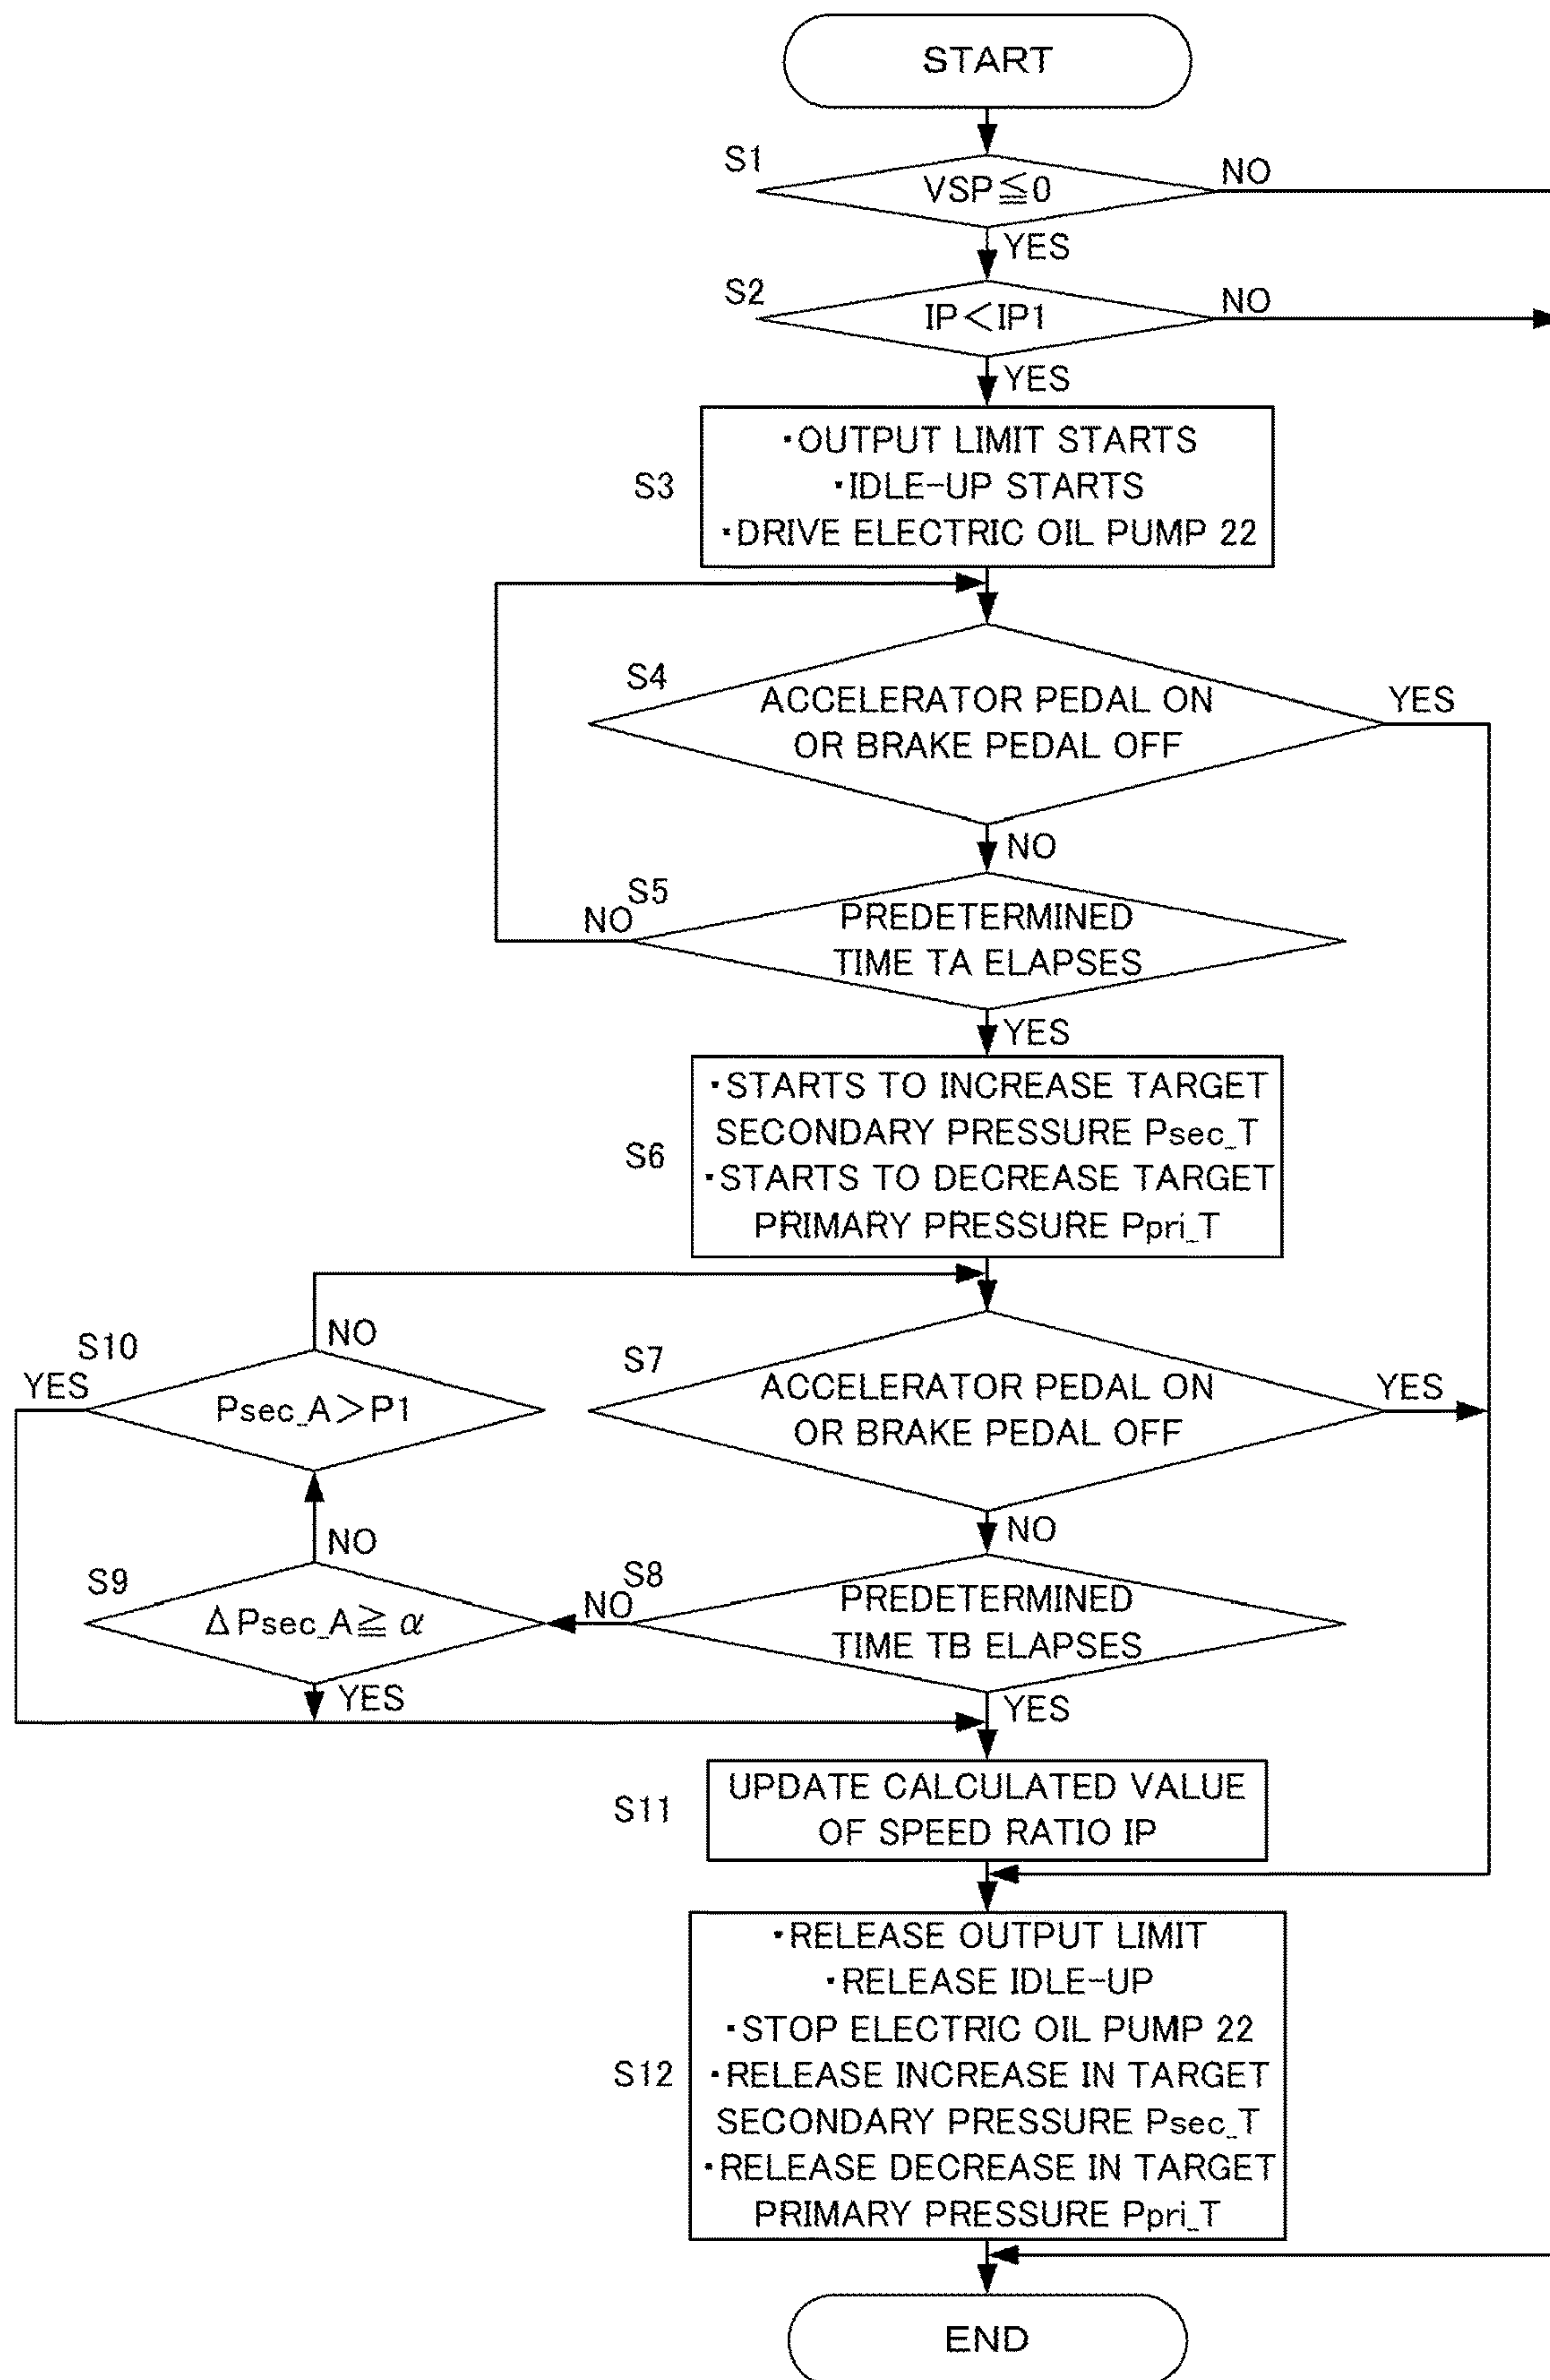 START
S1
VSP≦0
NO
YES
S2
IP<IP1
NO
YES
S3
・OUTPUT LIMIT STARTS
・IDLE-UP STARTS
・DRIVE ELECTRIC OIL PUMP 22
S4
ACCELERATOR PEDAL ON
OR BRAKE PEDAL OFF
YES
NO
S5
NO
PREDETERMINED
TIME TA ELAPSES
YES
S6
・STARTS TO INCREASE TARGET
SECONDARY PRESSURE Psec_T
・STARTS TO DECREASE TARGET
PRIMARY PRESSURE Ppri_T
S10
NO
YES
Psec_A>P1
S7
ACCELERATOR PEDAL ON
OR BRAKE PEDAL OFF
YES
NO
NO
S9
ΔPsec_A≧α
YES
S8
NO
PREDETERMINED
TIME TB ELAPSES
YES
S11
UPDATE CALCULATED VALUE
OF SPEED RATIO IP
S12
・RELEASE OUTPUT LIMIT
・RELEASE IDLE-UP
・STOP ELECTRIC OIL PUMP 22
・RELEASE INCREASE IN TARGET
SECONDARY PRESSURE Psec_T
・RELEASE DECREASE IN TARGET
PRIMARY PRESSURE Ppri_T
END